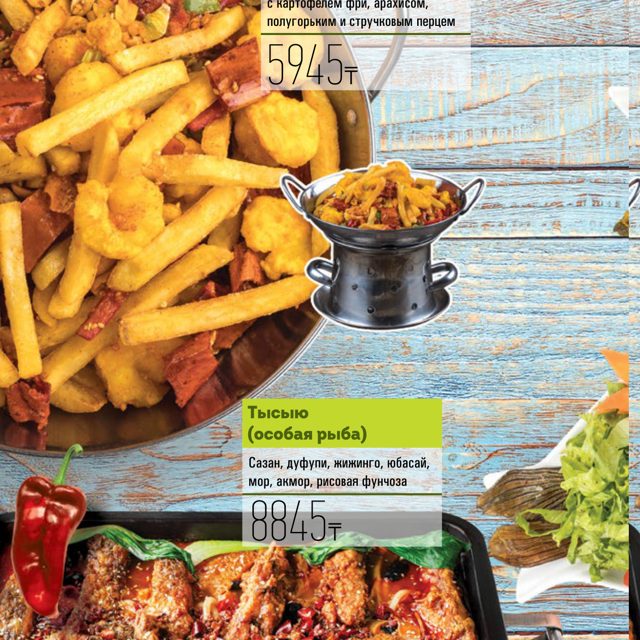 с картофелем фри, арахисом,
полугорьким и стручковым перцем
5945₸
Тысыю
(особая рыба)
Сазан, дуфупи, жижинго, юбасай,
мор, акмор, рисовая фунчоза
8845₸